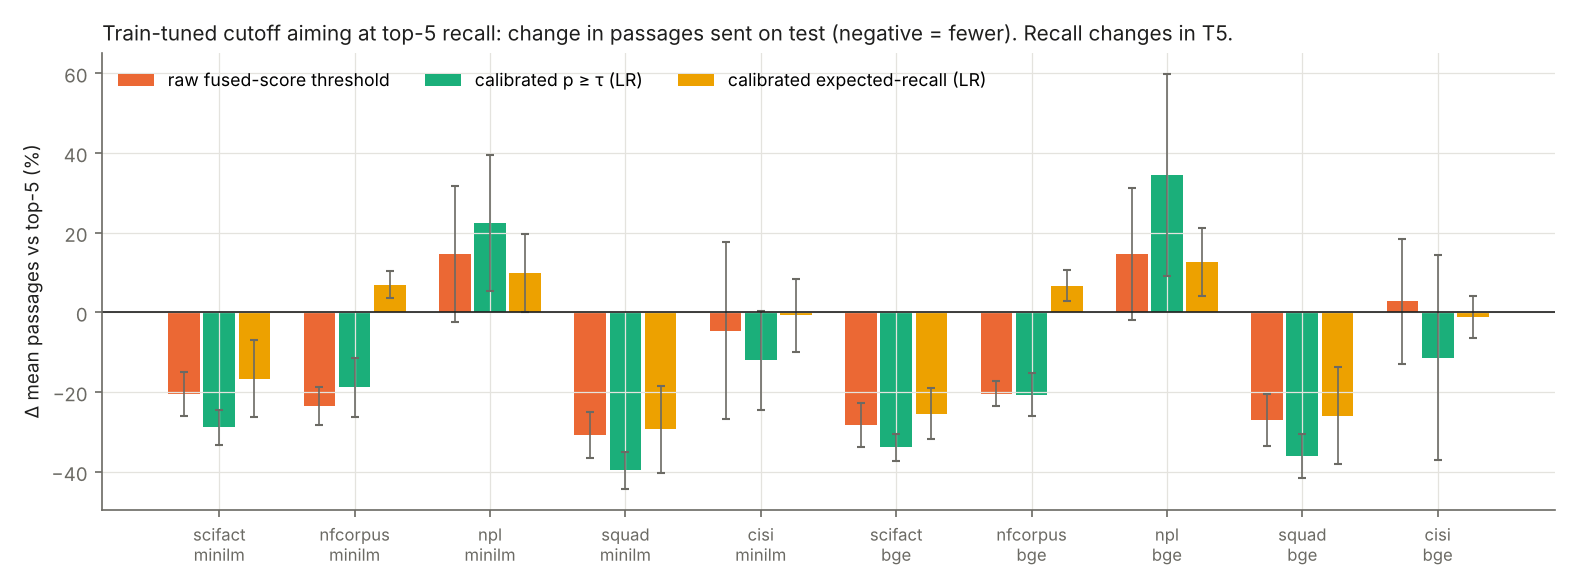 Train-tuned cutoff aiming at top-5 recall: change in passages sent on test (negative = fewer). Recall changes in T5.
raw fused-score threshold
calibrated p ≥ τ (LR)
calibrated expected-recall (LR)
Δ mean passages vs top-5 (%)
60
40
20
0
−20
−40
scifact
minilm
nfcorpus
minilm
npl
minilm
squad
minilm
cisi
minilm
scifact
bge
nfcorpus
bge
npl
bge
squad
bge
cisi
bge